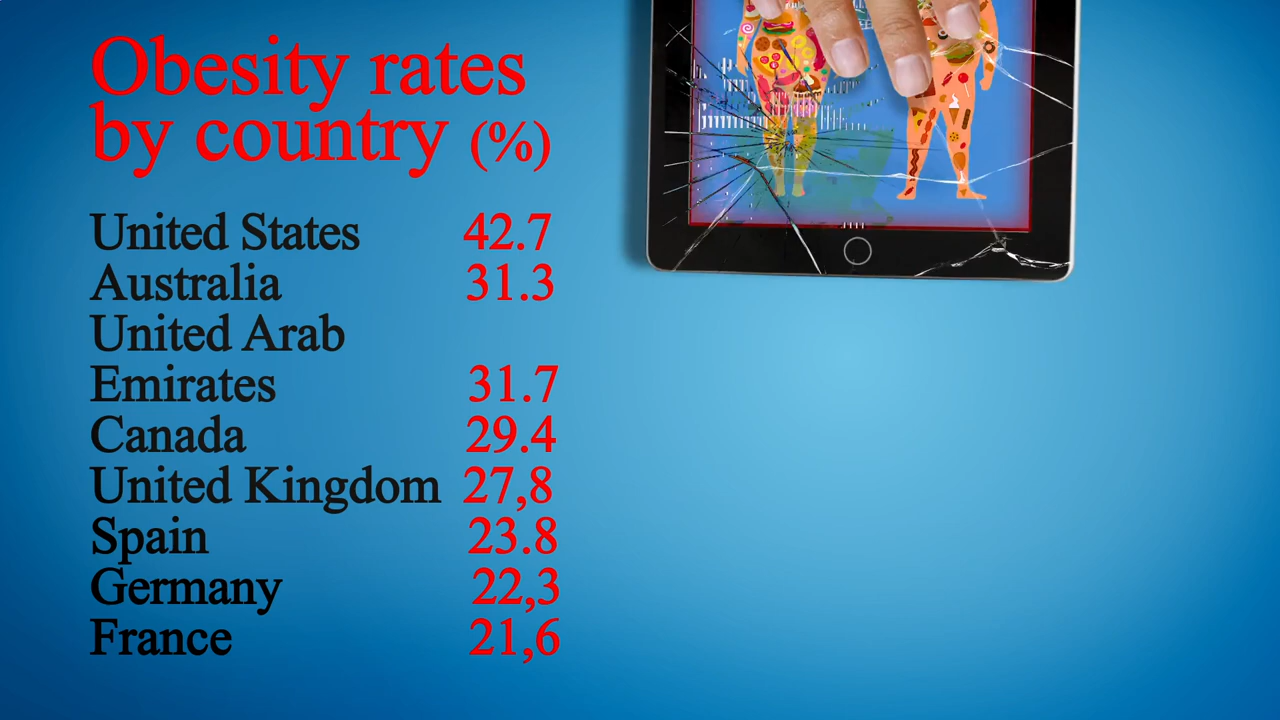 Obesity rates
by country (%)
United States 42.7
Australia 31.3
United Arab
Emirates 31.7
Canada 29.4
United Kingdom 27,8
Spain 23.8
Germany 22,3
France 21,6